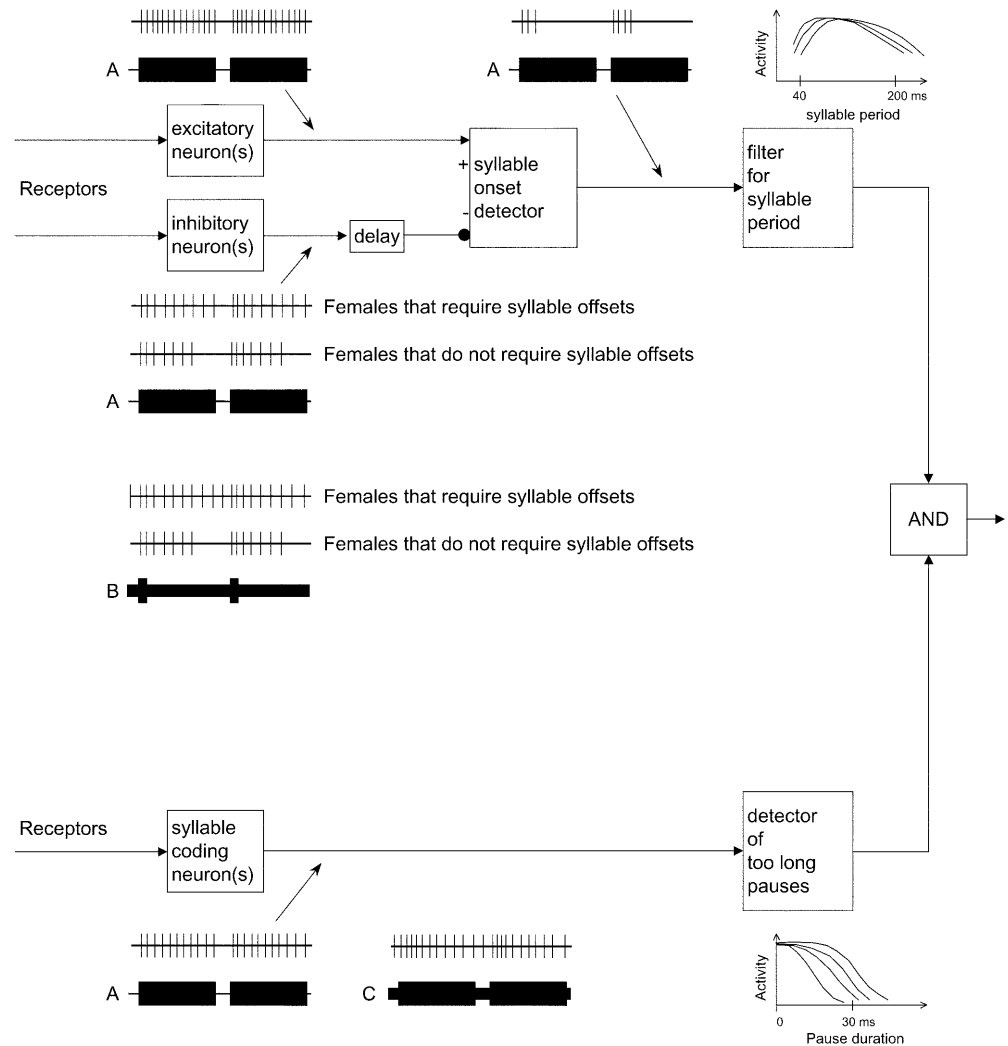 A
A
Activity
40
200 ms
syllable period
excitatory
neuron(s)
Receptors
inhibitory
neuron(s)
delay
+ syllable
onset
- detector
filter
for
syllable
period
Females that require syllable offsets
Females that do not require syllable offsets
A
Females that require syllable offsets
Females that do not require syllable offsets
B
AND
Receptors
syllable
coding
neuron(s)
detector
of
too long
pauses
A
C
Activity
0
30 ms
Pause duration